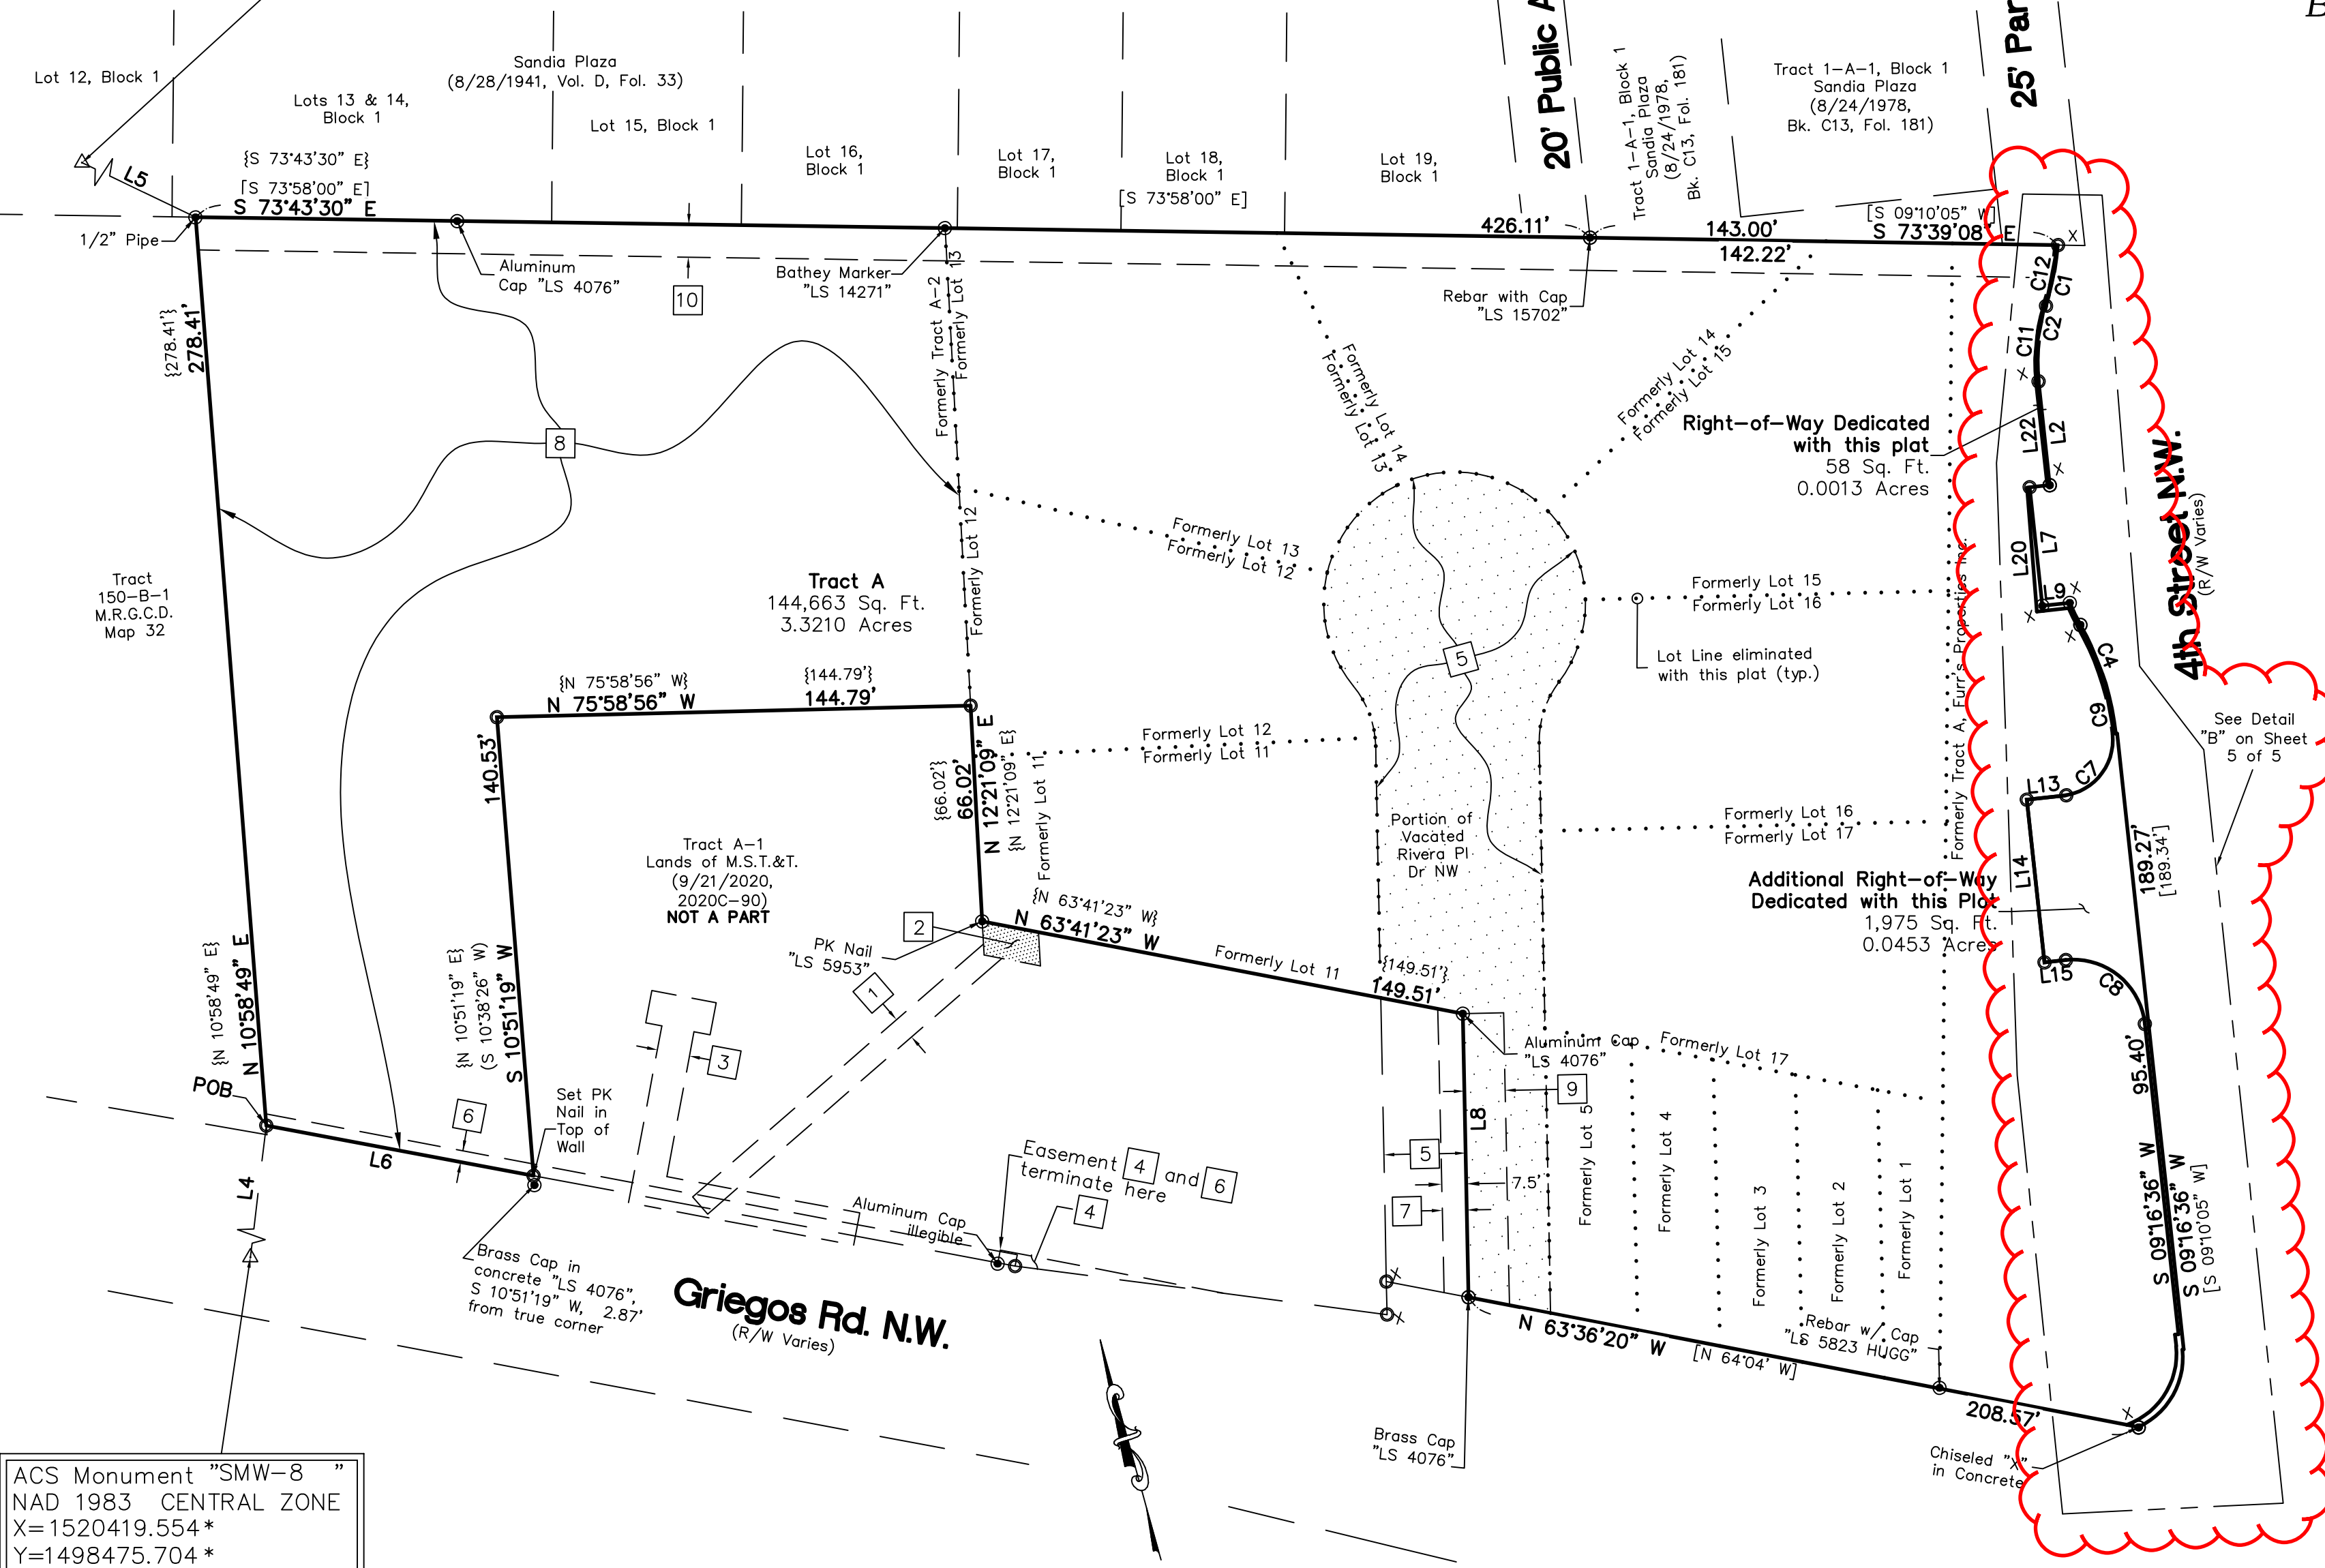 Lot 12, Block 1
Lots 13 & 14,
Block 1
Sandia Plaza
(8/28/1941, Vol. D, Fol. 33)
Lot 15, Block 1
Lot 16,
Block 1
Lot 17,
Block 1
Lot 18,
Block 1
Lot 19,
Block 1
20' Public
Tract 1-A-1, Block 1
Sandia Plaza
(8/24/1978,
Bk. C13, Fol. 181)
Tract 1-A-1, Block 1
Sandia Plaza
(8/24/1978,
Bk. C13, Fol. 181)
25'
L5
{S 73°43'30" E}
[S 73°58'00" E]
S 73°43'30" E
[S 73°58'00" E]
426.11'
143.00'
142.22'
[S 09°10'05" W]
S 73°39'08" E
X
1/2" Pipe
Aluminum
Cap "LS 4076"
10
Bathey Marker
"LS 14271"
Rebar with Cap
"LS 15702"
{278.41'}
278.41'
Formerly Tract A-2
Formerly Lot 13
Formerly Lot 14
Formerly Lot 13
Formerly Lot 14
Formerly Lot 15
C12
C1
C11
C2
X
L22
L2
X
Right-of-Way Dedicated
with this plat
58 Sq. Ft.
0.0013 Acres
8
4th Street N.W.
(R/W Varies)
Formerly Lot 12
Formerly Lot 13
Formerly Lot 12
Tract
150-B-1
M.R.G.C.D.
Map 32
Tract A
144,663 Sq. Ft.
3.3210 Acres
Formerly Lot 15
Formerly Lot 16
L20
L7
L9
X
X
X
5
Lot Line eliminated
with this plat (typ.)
Formerly Tract A, Furr's Properties Inc.
C4
C9
{N 75°58'56" W}
{144.79'}
N 75°58'56" W
144.79'
140.53'
{66.02'}
66.02'
N 12°21'09" E
{N 12°21'09" E}
Formerly Lot 11
Formerly Lot 12
Formerly Lot 11
See Detail
"B" on Sheet
5 of 5
L13
C7
Formerly Lot 16
Formerly Lot 17
Portion of
Vacated
Rivera Pl
Dr NW
Tract A-1
Lands of M.S.T.&T.
(9/21/2020,
2020C-90)
NOT A PART
L14
189.27'
[189.34']
Additional Right-of-Way
Dedicated with this Plat
1,975 Sq. Ft.
0.0453 Acres
2
{N 63°41'23" W}
N 63°41'23" W
Formerly Lot 11
{149.51'}
149.51'
PK Nail
"LS 5953"
1
L15
C8
{N 10°58'49" E}
N 10°58'49" E
{N 10°51'19" E}
(S 10°38'26" W)
S 10°51'19" W
3
Aluminum Cap
"LS 4076"
Formerly Lot 17
95.40'
POB
6
Set PK
Nail in
Top of
Wall
9
L8
5
7.5'
7
Formerly Lot 5
Formerly Lot 4
Formerly Lot 3
Formerly Lot 2
Formerly Lot 1
S 09°16'36" W
S 09°16'36" W
[S 09°10'05" W]
L6
L4
Easement 4 and 6
terminate here
4
Aluminum Cap
illegible
Brass Cap in
concrete "LS 4076",
S 10°51'19" W, 2.87'
from true corner
Griegos Rd. N.W.
(R/W Varies)
X
X
N 63°36'20" W
[N 64°04' W]
Rebar w/ Cap
"LS 5823 HUGG"
208.57'
X
Brass Cap
"LS 4076"
Chiseled "X"
in Concrete
ACS Monument "SMW-8 "
NAD 1983 CENTRAL ZONE
X=1520419.554*
Y=1498475.704*